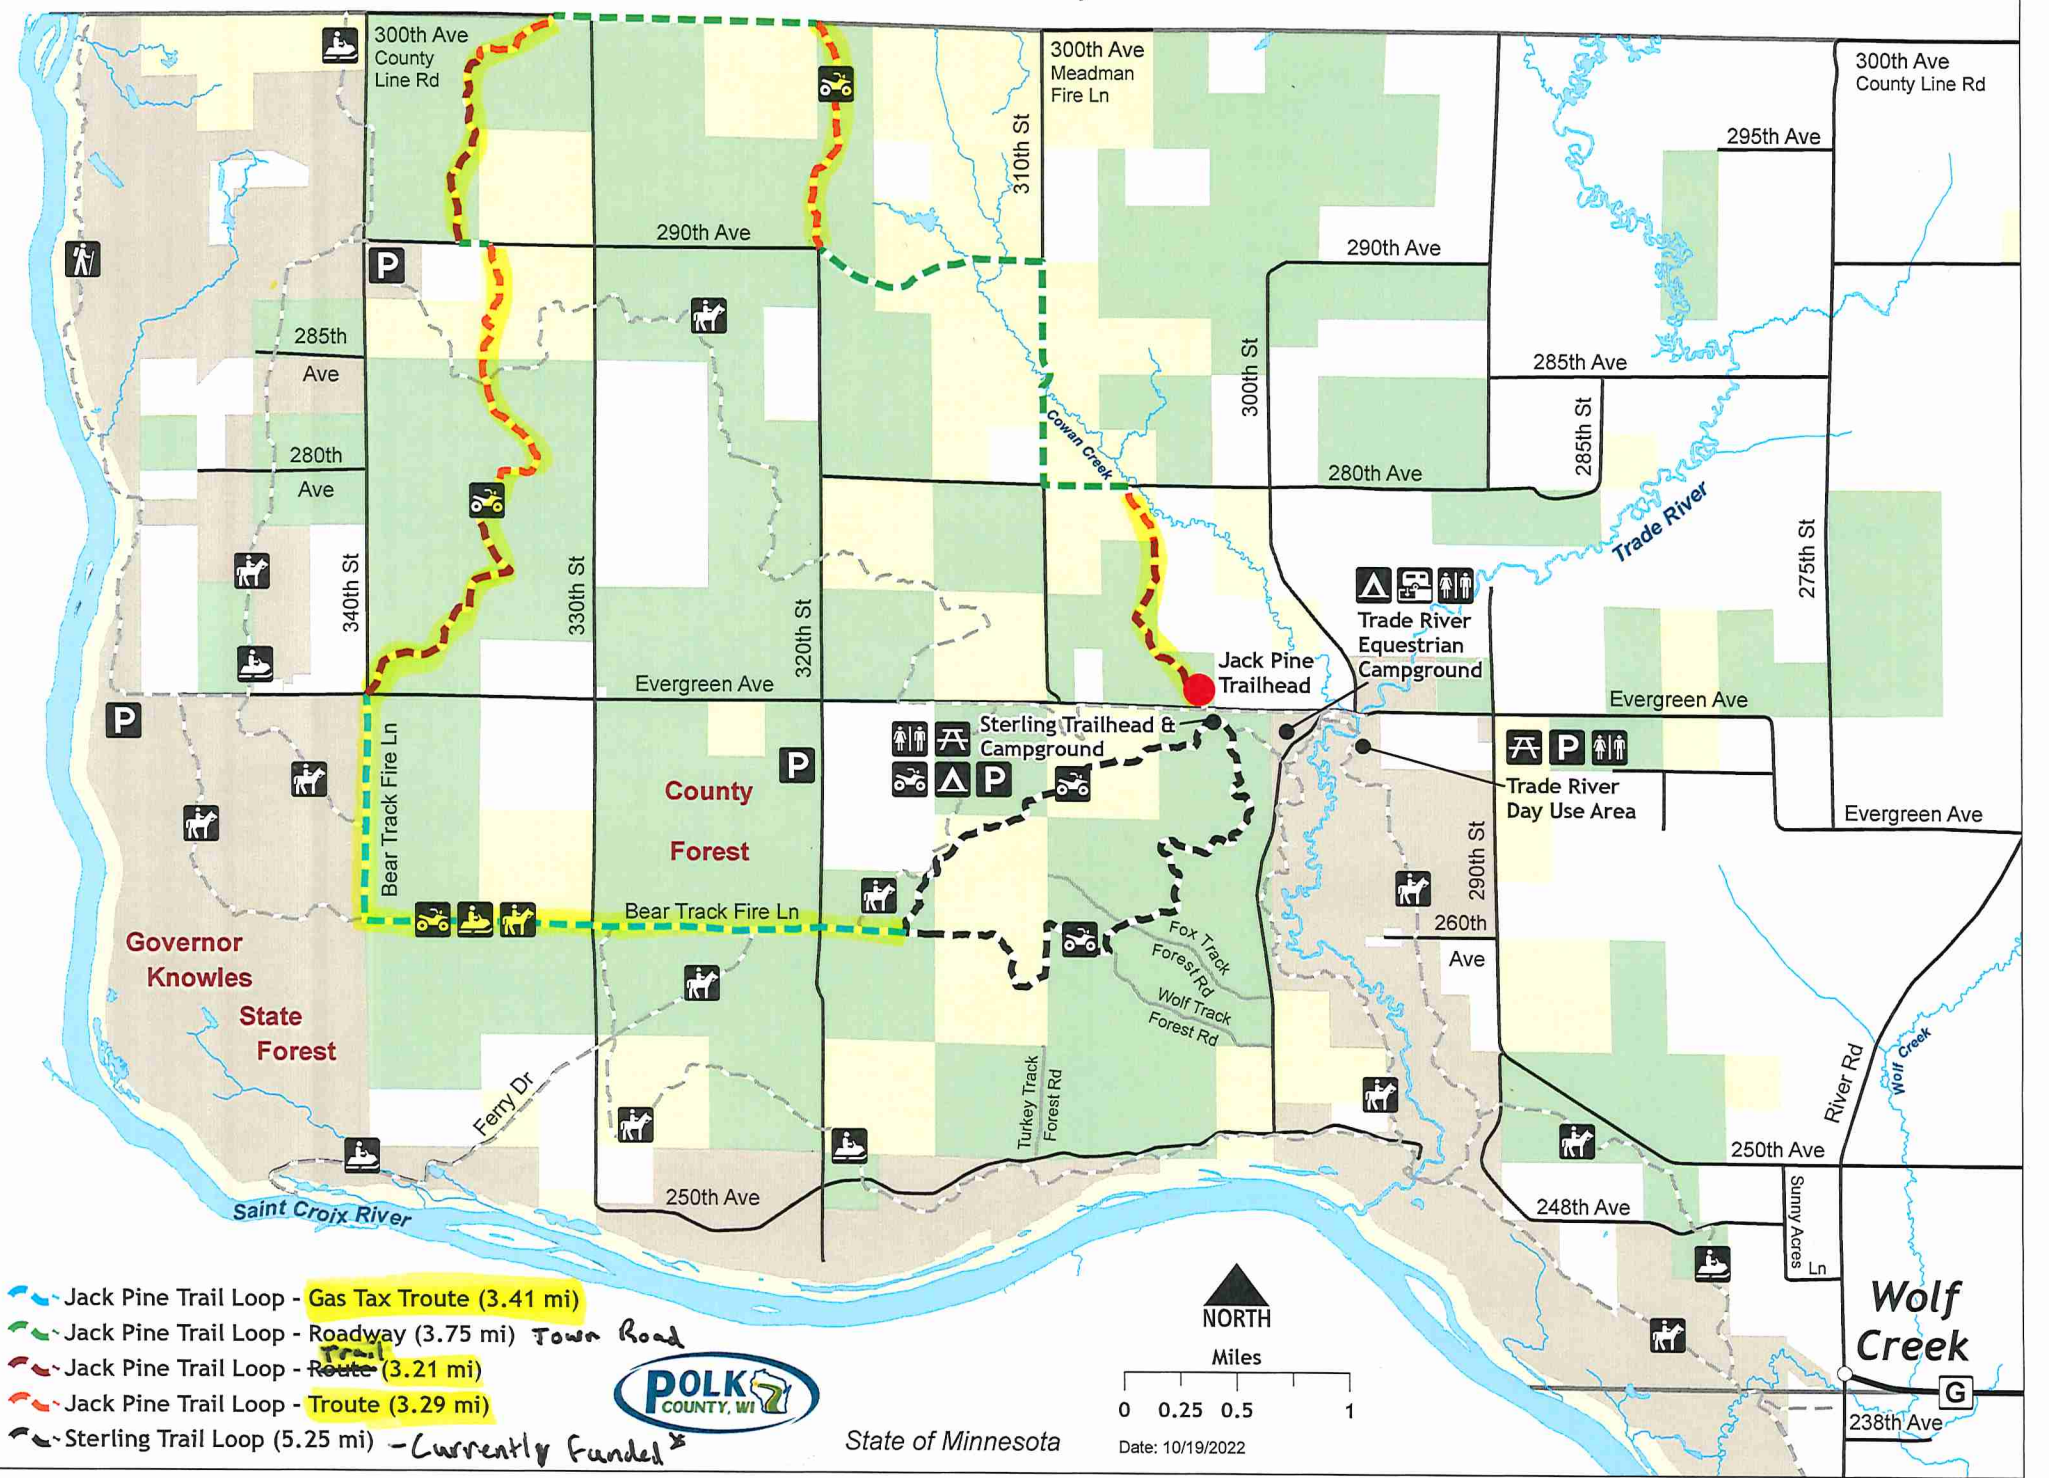 300th Ave
County
Line Rd
310th St
300th Ave
Meadman
Fire Ln
300th Ave
County Line Rd
295th Ave
290th Ave
290th Ave
P
285th
Ave
300th St
285th Ave
285th St
Cowan Creek
280th
Ave
280th Ave
Trade River
275th St
340th St
330th St
320th St
Trade River
Equestrian
Campground
Jack Pine
Trailhead
Evergreen Ave
Evergreen Ave
P
Sterling Trailhead &
Campground
P
P
P
Trade River
Day Use Area
Bear Track Fire Ln
County
Forest
Evergreen Ave
290th St
Bear Track Fire Ln
260th
Ave
Fox Track
Forest Rd
Wolf Track
Forest Rd
Governor
Knowles
State
Forest
Turkey Track
Forest Rd
Ferry Dr
River Rd
Wolf Creek
250th Ave
250th Ave
248th Ave
Sunny Acres
Ln
Saint Croix River
Wolf
Creek
G
238th Ave
Jack Pine Trail Loop - Gas Tax Troute (3.41 mi)
Jack Pine Trail Loop - Roadway (3.75 mi) Town Road
Trail
Jack Pine Trail Loop - Route (3.21 mi)
Jack Pine Trail Loop - Troute (3.29 mi)
Sterling Trail Loop (5.25 mi) - Currently Funded*
POLK
COUNTY, WI
State of Minnesota
NORTH
Miles
0 0.25 0.5 1
Date: 10/19/2022